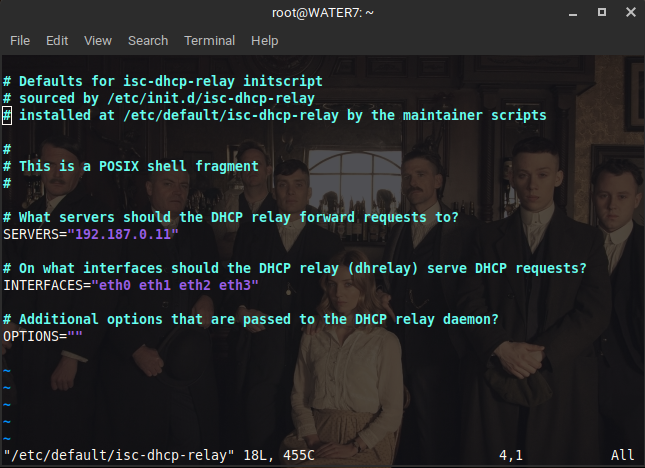 root@WATER7: ~
File Edit View Search Terminal Help
# Defaults for isc-dhcp-relay initscript
# sourced by /etc/init.d/isc-dhcp-relay
# installed at /etc/default/isc-dhcp-relay by the maintainer scripts
#
# This is a POSIX shell fragment
#
# What servers should the DHCP relay forward requests to?
SERVERS="192.187.0.11"
# On what interfaces should the DHCP relay (dhrelay) serve DHCP requests?
INTERFACES="eth0 eth1 eth2 eth3"
# Additional options that are passed to the DHCP relay daemon?
OPTIONS=""
~
~
~
~
~
"/etc/default/isc-dhcp-relay" 18L, 455C 4,1 All